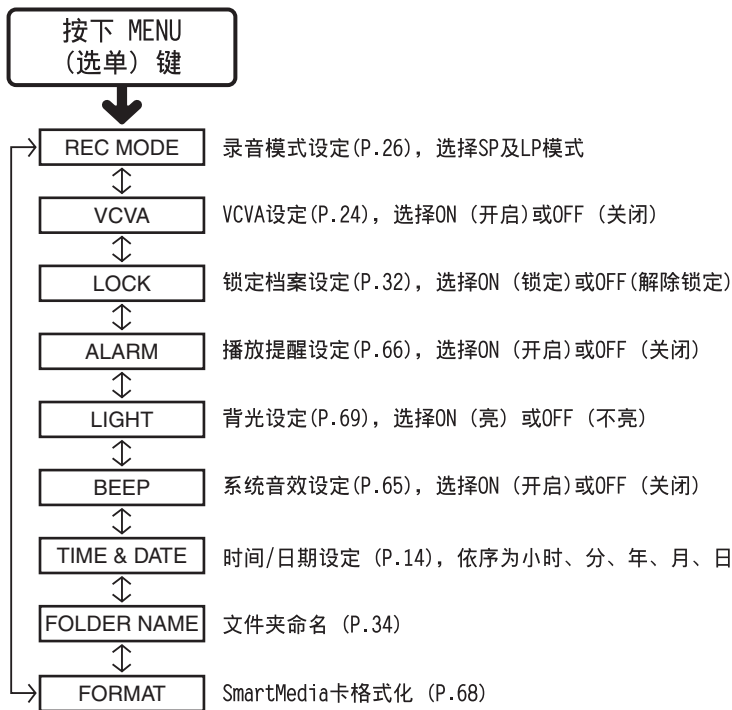 按下 MENU
(选单) 键
REC MODE 录音模式设定(P.26), 选择SP及LP模式
VCVA VCVA设定(P.24), 选择ON (开启)或OFF (关闭)
LOCK 锁定档案设定(P.32), 选择ON (锁定)或OFF(解除锁定)
ALARM 播放提醒设定(P.66), 选择ON (开启)或OFF (关闭)
LIGHT 背光设定(P.69), 选择ON (亮) 或OFF (不亮)
BEEP 系统音效设定(P.65), 选择ON (开启)或OFF (关闭)
TIME & DATE 时间/日期设定 (P.14), 依序为小时、分、年、月、日
FOLDER NAME 文件夹命名 (P.34)
FORMAT SmartMedia卡格式化 (P.68)